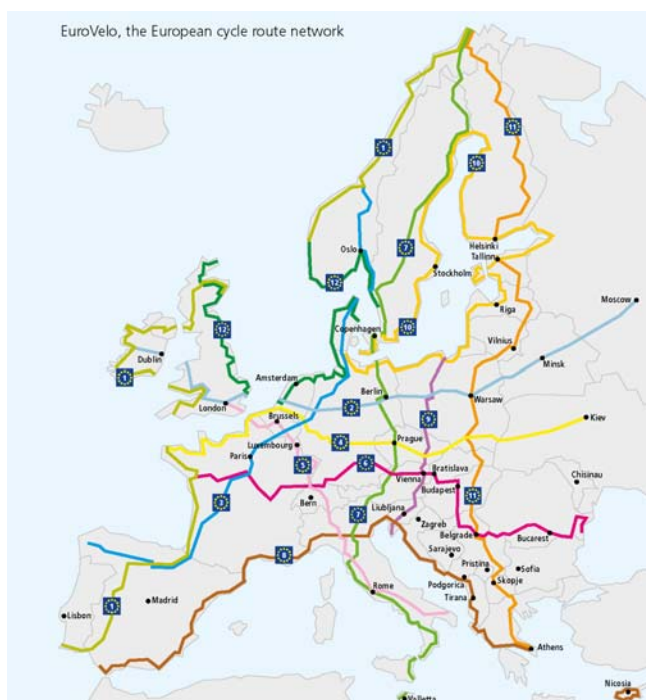 EuroVelo, the European cycle route network
11
1
10
7
Oslo
Helsinki
Tallinn
Stockholm
12
12
Moscow
Riga
10
Copenhagen
Dublin
Vilnius
Minsk
1
Amsterdam
London
Berlin
Warsaw
2
9
Brussels
Kiev
Luxembourg
4
Prague
Paris
5
6
Bratislava
Vienna
Chisinau
Budapest
3
11
Bern
Liubljana
7
Zagreb
Belgrade
Bucarest
8
Sarajevo
Pristina
Sofia
Rome
Podgorica
Skopje
Madrid
Tirana
1
Lisbon
Athens
Nicosia
Valletta